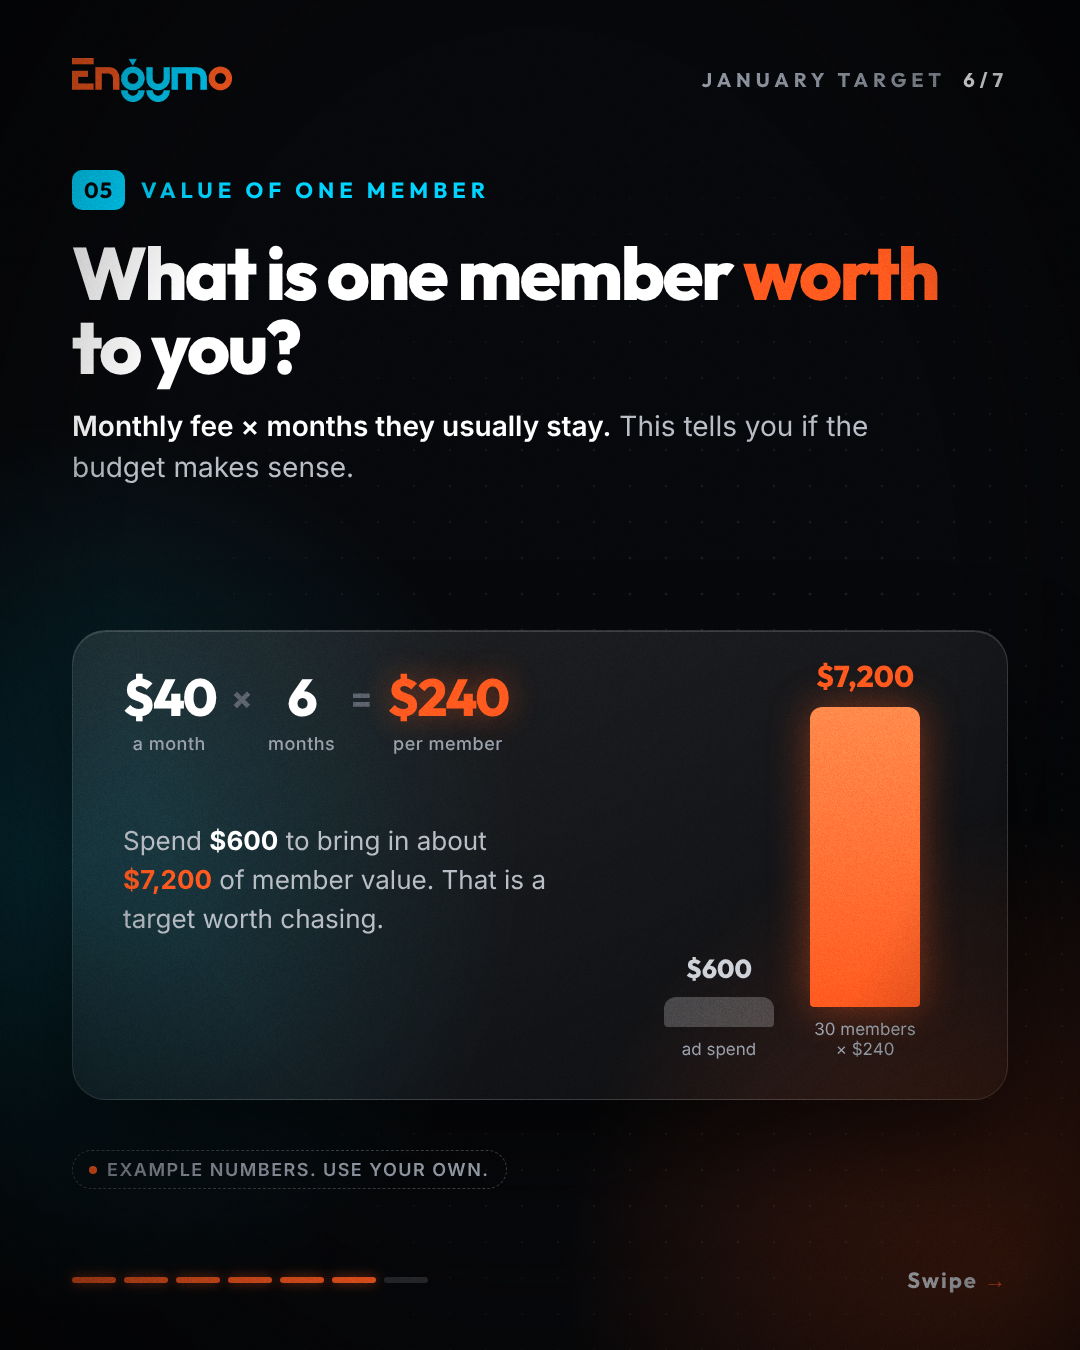 Engymo
JANUARY TARGET 6/7
05 VALUE OF ONE MEMBER
What is one member worth
to you?
Monthly fee × months they usually stay. This tells you if the
budget makes sense.
$40 × 6 = $240
a month months per member
Spend $600 to bring in about
$7,200 of member value. That is a
target worth chasing.
$7,200
$600
30 members
× $240
ad spend
EXAMPLE NUMBERS. USE YOUR OWN.
Swipe →